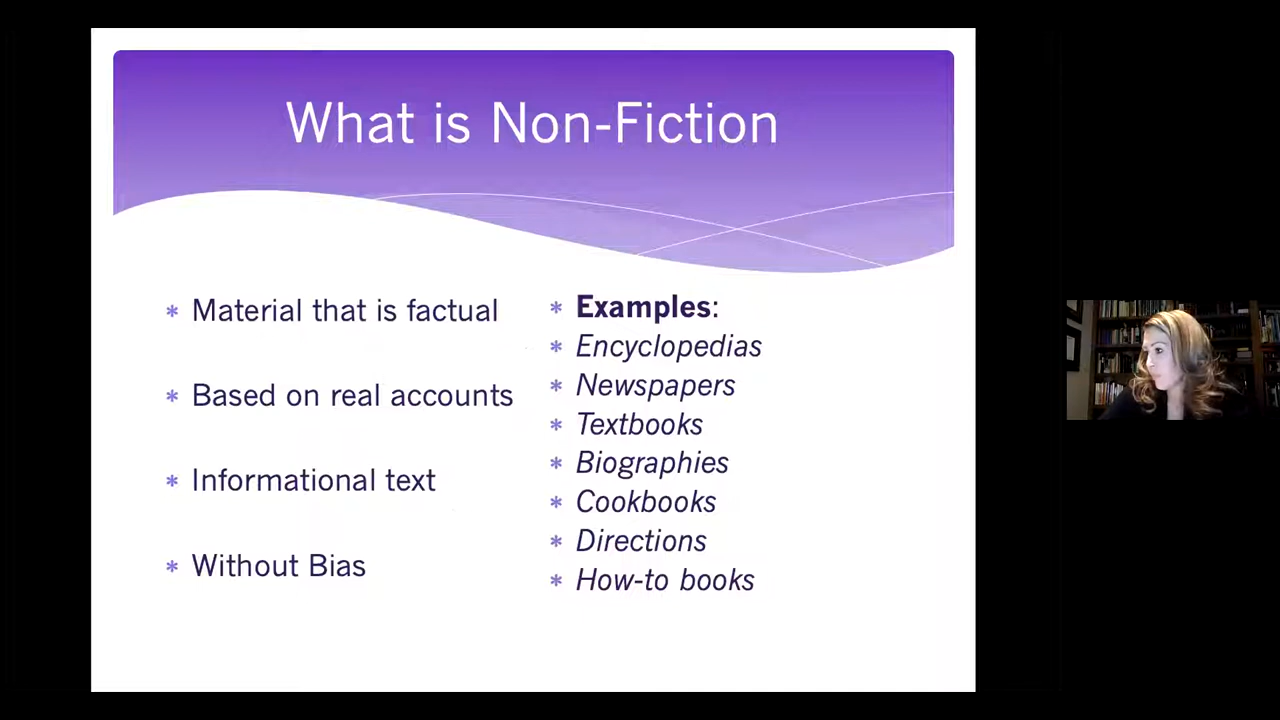 What is Non-Fiction
* Material that is factual
* Based on real accounts
* Informational text
* Without Bias
* Examples:
* Encyclopedias
* Newspapers
* Textbooks
* Biographies
* Cookbooks
* Directions
* How-to books